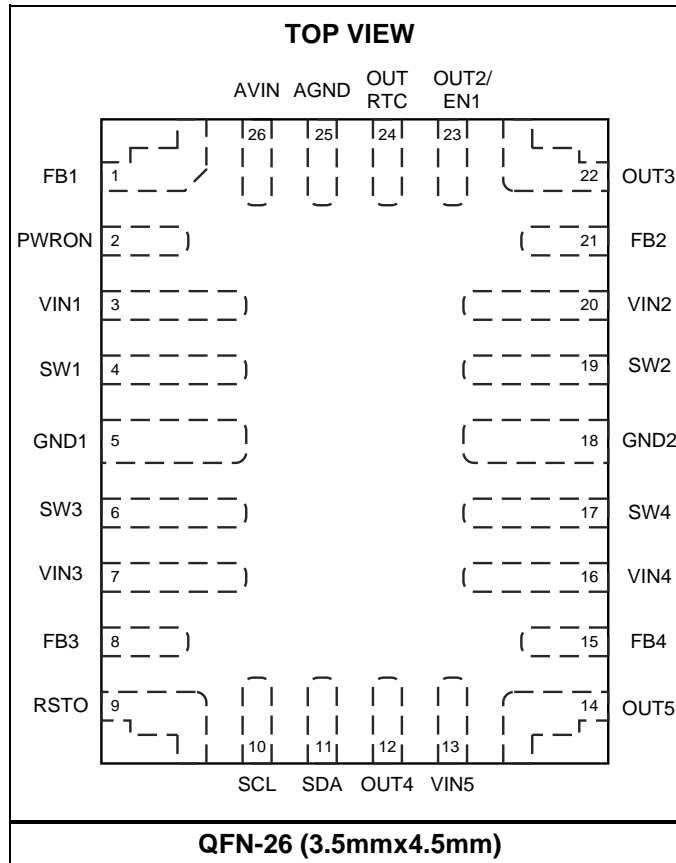 TOP VIEW
AVIN AGND OUT RTC OUT2/ EN1
26 25 24 23
FB1 1 22 OUT3
PWRON 2 21 FB2
VIN1 3 20 VIN2
SW1 4 19 SW2
GND1 5 18 GND2
SW3 6 17 SW4
VIN3 7 16 VIN4
FB3 8 15 FB4
RSTO 9 14 OUT5
10 11 12 13
SCL SDA OUT4 VIN5
QFN-26 (3.5mmx4.5mm)